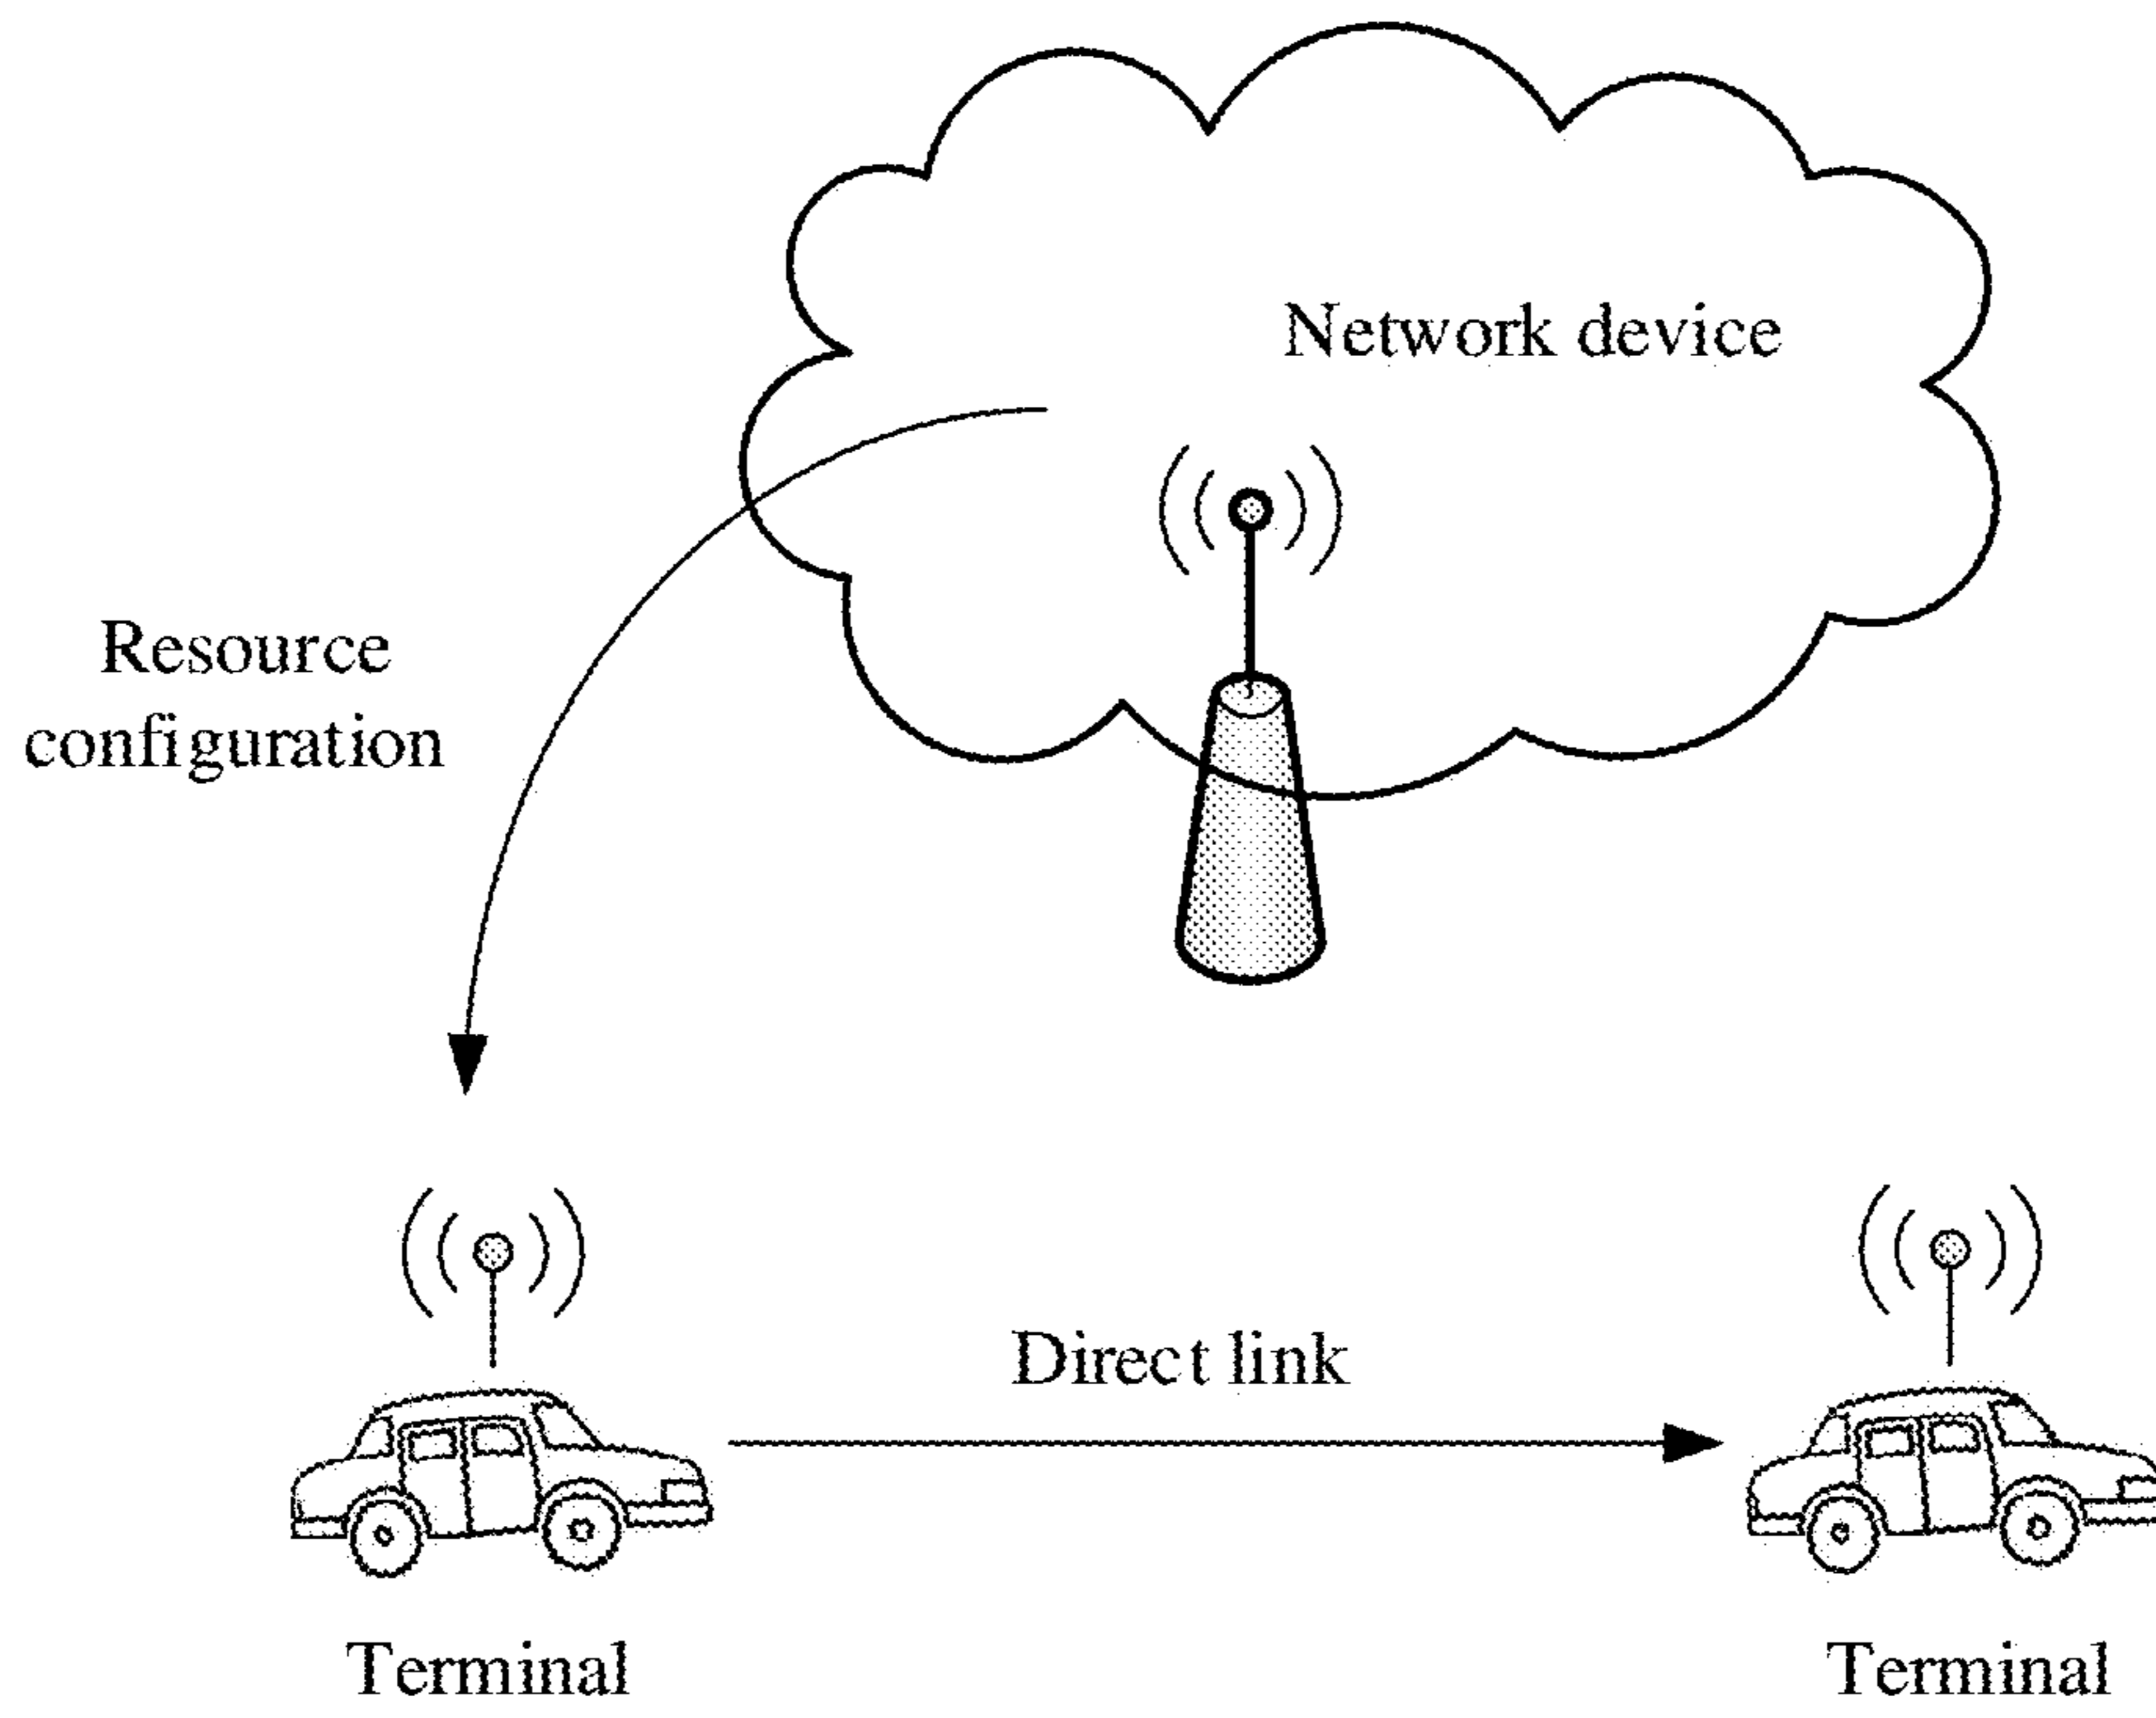 Network device
Resource
configuration
Direct link
Terminal
Terminal